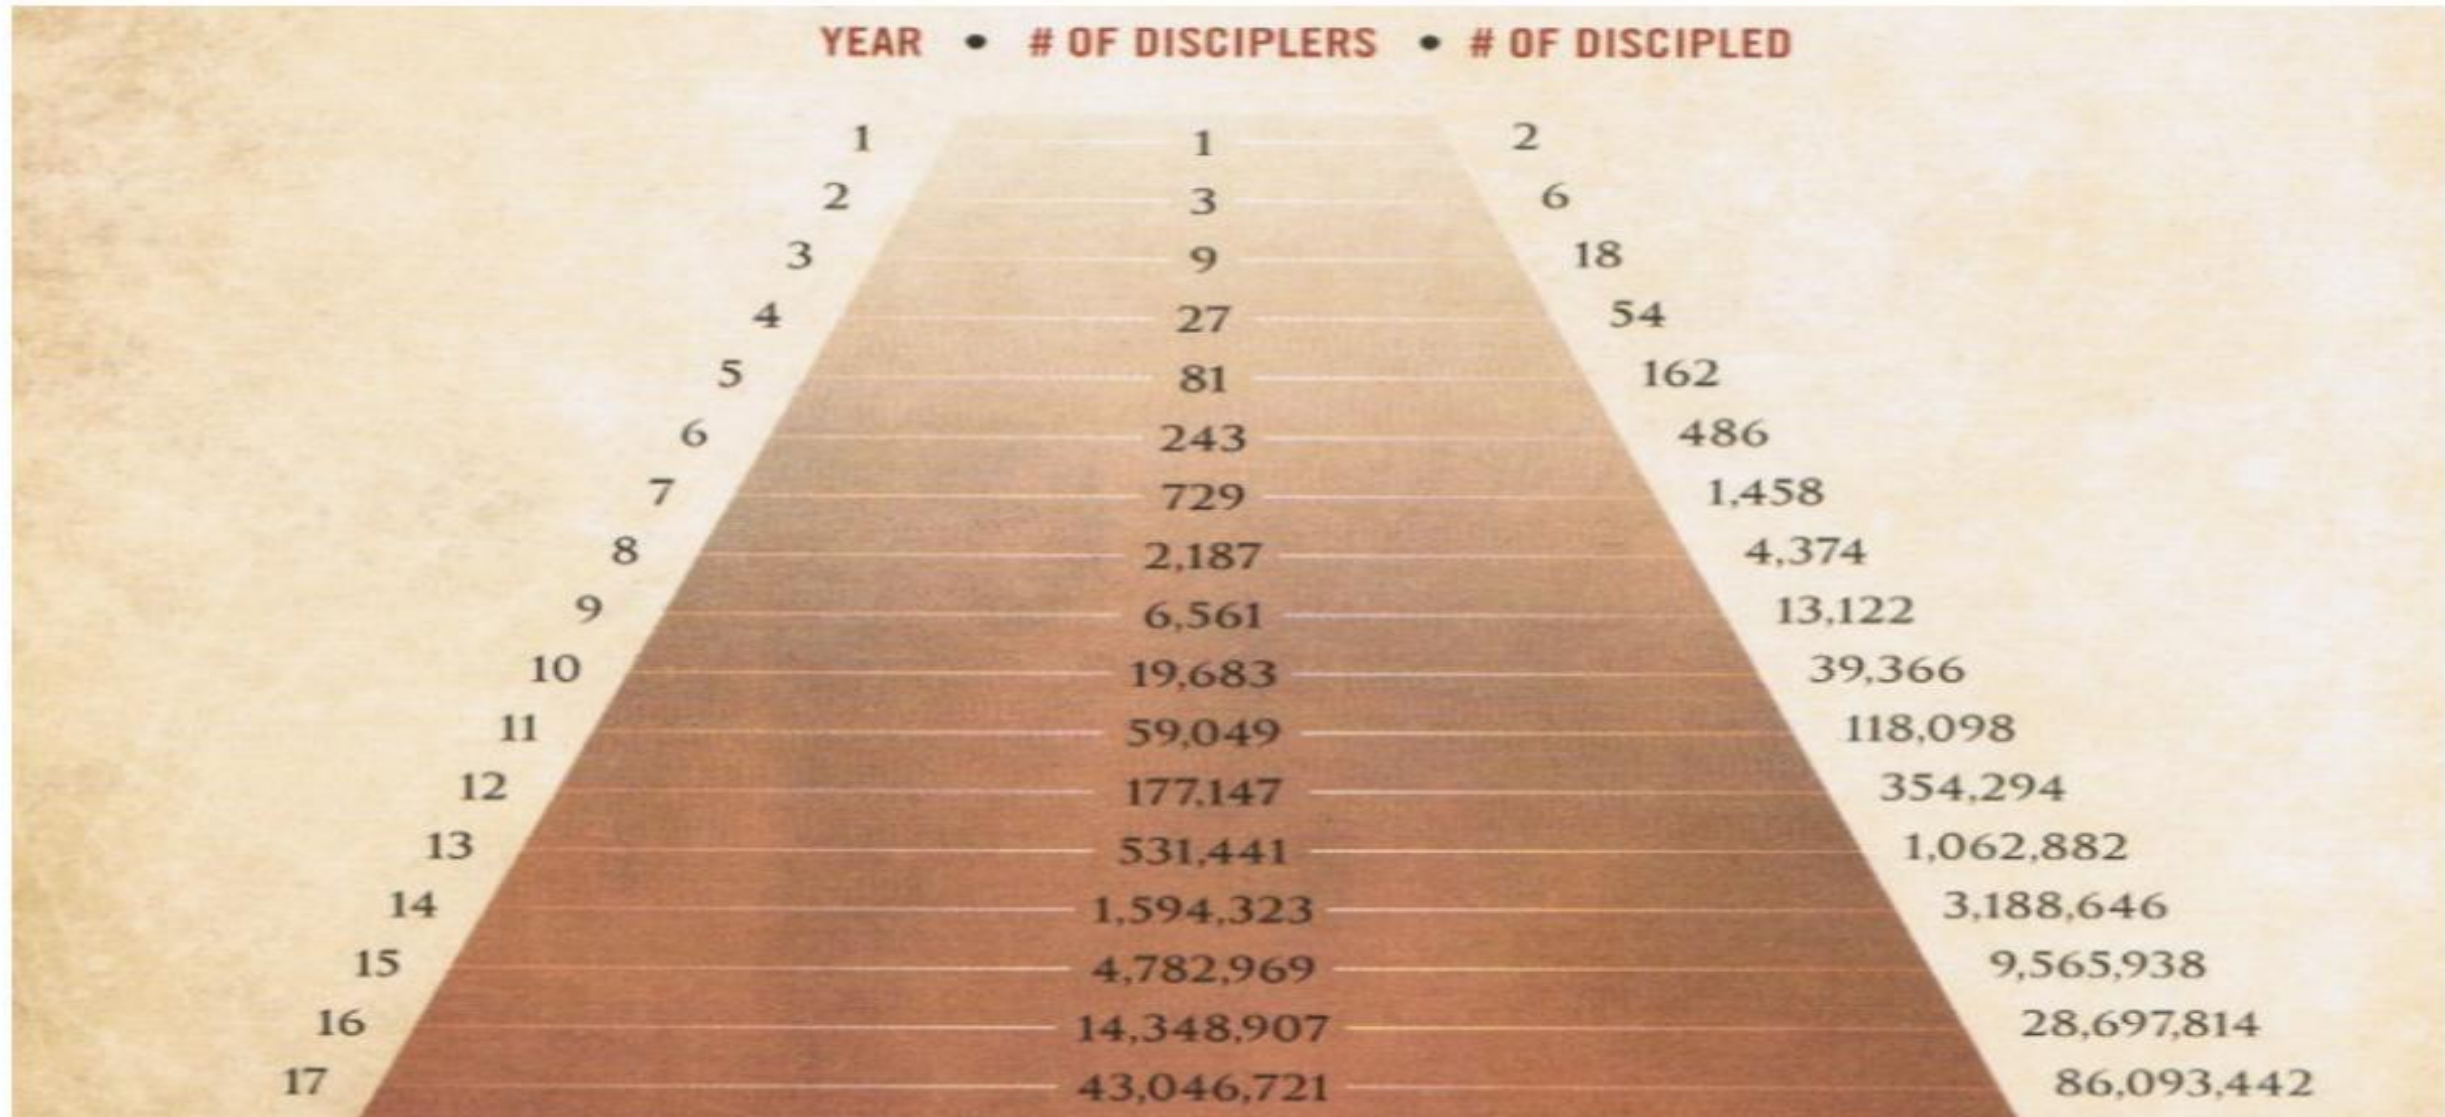 YEAR • # OF DISCIPLERS • # OF DISCIPLED
1 1 2
2 3 6
3 9 18
4 27 54
5 81 162
6 243 486
7 729 1,458
8 2,187 4,374
9 6,561 13,122
10 19,683 39,366
11 59,049 118,098
12 177,147 354,294
13 531,441 1,062,882
14 1,594,323 3,188,646
15 4,782,969 9,565,938
16 14,348,907 28,697,814
17 43,046,721 86,093,442